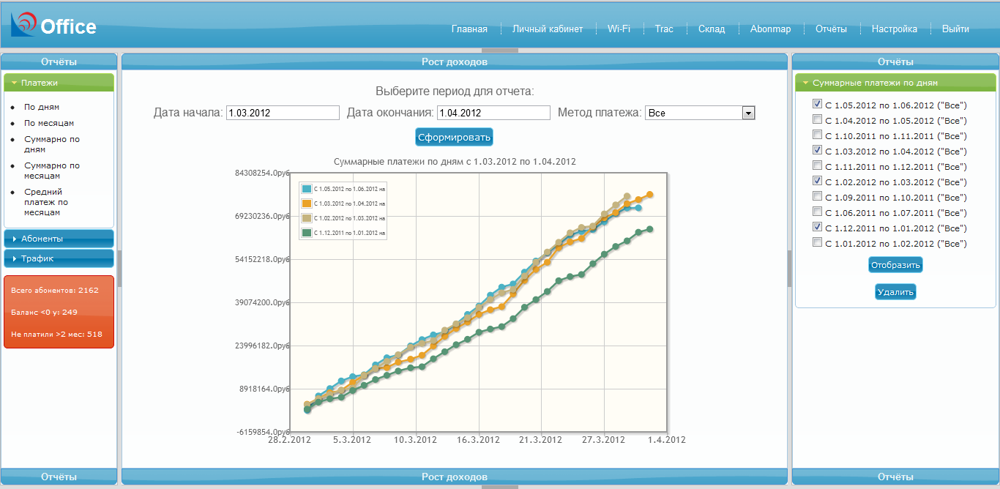 Office
Главная
Личный кабинет
Wi-Fi
Trac
Склад
Abonmap
Отчёты
Настройка
Выйти
Отчёты
Платежи
По дням
По месяцам
Суммарно по
дням
Суммарно по
месяцам
Средний
платеж по
месяцам
Абоненты
Трафик
Всего абонентов: 2162
Баланс <0 у: 249
Не платили >2 мес: 518
Отчёты
Рост доходов
Выберите период для отчета:
Дата начала: 1.03.2012 Дата окончания: 1.04.2012 Метод платежа: Все
Сформировать
Суммарные платежи по дням с 1.03.2012 по 1.04.2012
84308254.0руб
69230236.0руб
54152218.0руб
39074200.0руб
23996182.0руб
8918164.0руб
-6159854.0руб
С 1.05.2012 по 1.06.2012 на
С 1.03.2012 по 1.04.2012 на
С 1.02.2012 по 1.03.2012 на
С 1.12.2011 по 1.01.2012 на
28.2.2012 5.3.2012 10.3.2012 16.3.2012 21.3.2012 27.3.2012 1.4.2012
Рост доходов
Отчёты
Суммарные платежи по дням
С 1.05.2012 по 1.06.2012 ("Все")
С 1.04.2012 по 1.05.2012 ("Все")
С 1.10.2011 по 1.11.2011 ("Все")
С 1.03.2012 по 1.04.2012 ("Все")
С 1.11.2011 по 1.12.2011 ("Все")
С 1.02.2012 по 1.03.2012 ("Все")
С 1.09.2011 по 1.10.2011 ("Все")
С 1.06.2011 по 1.07.2011 ("Все")
С 1.12.2011 по 1.01.2012 ("Все")
С 1.01.2012 по 1.02.2012 ("Все")
Отобразить
Удалить
Отчёты